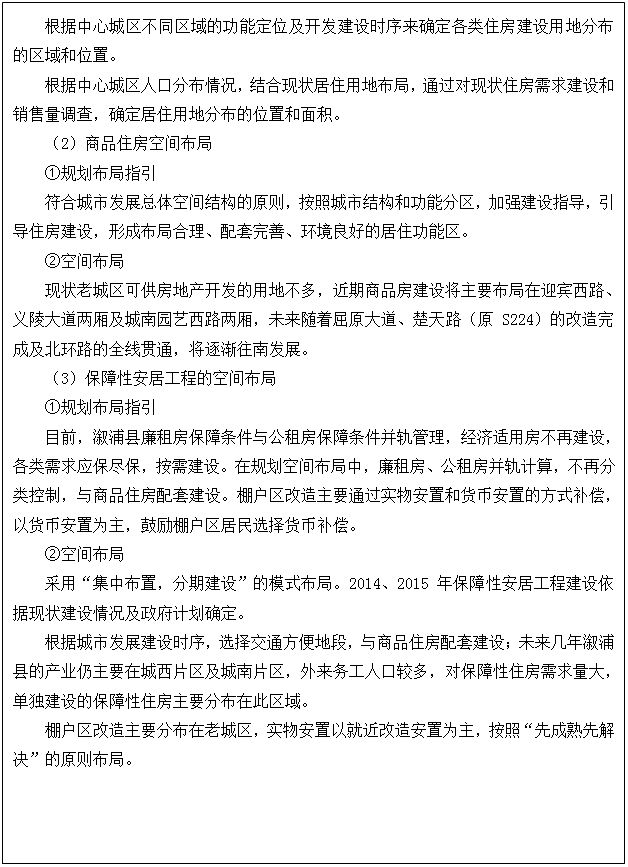 根据中心城区不同区域的功能定位及开发建设时序来确定各类住房建设用地分布
的区域和位置。
根据中心城区人口分布情况，结合现状居住用地布局，通过对现状住房需求建设和
销售量调查，确定居住用地分布的位置和面积。
（2）商品住房空间布局
①规划布局指引
符合城市发展总体空间结构的原则，按照城市结构和功能分区，加强建设指导，引
导住房建设，形成布局合理、配套完善、环境良好的居住功能区。
②空间布局
现状老城区可供房地产开发的用地不多，近期商品房建设将主要布局在迎宾西路、
义陵大道两厢及城南园艺西路两厢，未来随着屈原大道、楚天路（原 S224）的改造完
成及北环路的全线贯通，将逐渐往南发展。
（3）保障性安居工程的空间布局
①规划布局指引
目前，溆浦县廉租房保障条件与公租房保障条件并轨管理，经济适用房不再建设，
各类需求应保尽保，按需建设。在规划空间布局中，廉租房、公租房并轨计算，不再分
类控制，与商品住房配套建设。棚户区改造主要通过实物安置和货币安置的方式补偿，
以货币安置为主，鼓励棚户区居民选择货币补偿。
②空间布局
采用“集中布置，分期建设”的模式布局。2014、2015 年保障性安居工程建设依
据现状建设情况及政府计划确定。
根据城市发展建设时序，选择交通方便地段，与商品住房配套建设；未来几年溆浦
县的产业仍主要在城西片区及城南片区，外来务工人口较多，对保障性住房需求量大，
单独建设的保障性住房主要分布在此区域。
棚户区改造主要分布在老城区，实物安置以就近改造安置为主，按照“先成熟先解
决”的原则布局。